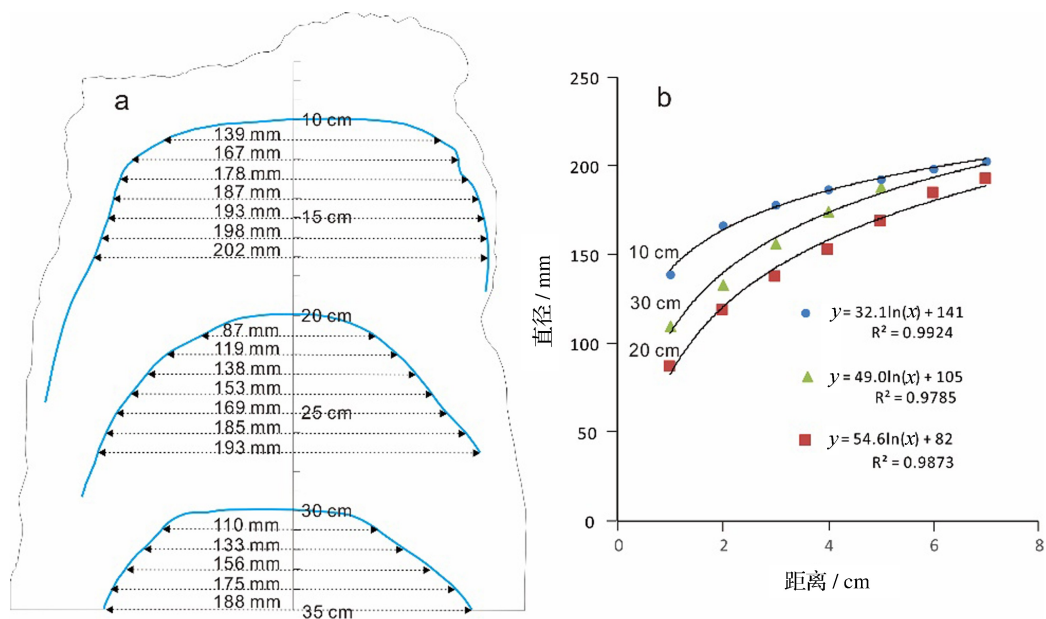 a
10 cm
139 mm
167 mm
178 mm
187 mm
193 mm
15 cm
198 mm
202 mm
20 cm
87 mm
119 mm
138 mm
153 mm
169 mm
25 cm
185 mm
193 mm
30 cm
110 mm
133 mm
156 mm
175 mm
188 mm
35 cm
b
250
200
150
100
50
0
直径 / mm
10 cm
30 cm
20 cm
y=32.1ln(x)+141
R²=0.9924
y=49.0ln(x)+105
R²=0.9785
y=54.6ln(x)+82
R²=0.9873
0 2 4 6 8
距离 / cm